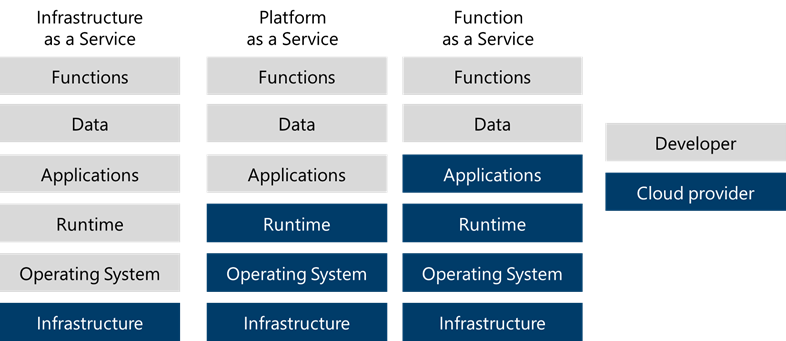 Infrastructure
as a Service
Platform
as a Service
Function
as a Service
Functions
Functions
Functions
Data
Data
Data
Developer
Applications
Applications
Applications
Cloud provider
Runtime
Runtime
Runtime
Operating System
Operating System
Operating System
Infrastructure
Infrastructure
Infrastructure